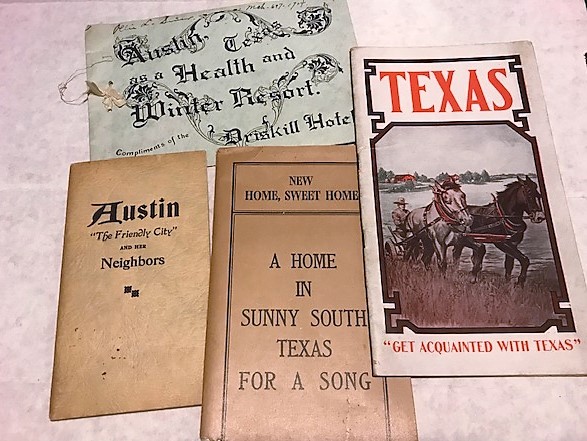 Austin, Tex.
as a Health and
Winter Resort.
Compliments of the
Driskill Hotel
TEXAS
"GET ACQUAINTED WITH TEXAS"
Austin
"The Friendly City"
AND HER
Neighbors
NEW
HOME, SWEET HOME
A HOME
IN
SUNNY SOUTH
TEXAS
FOR A SONG